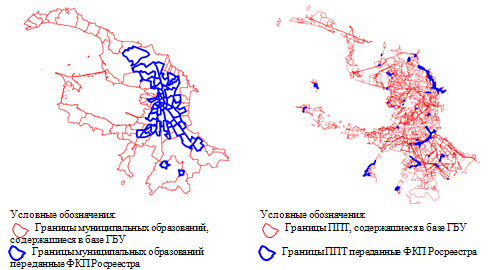 Условные обозначения:
Границы муниципальных образований,
содержащиеся в базе ГБУ
Границы муниципальных образований
переданные ФКП Росреестра
Условные обозначения:
Границы ППТ, содержащиеся в базе ГБУ
Границы ППТ переданные ФКП Росреестра